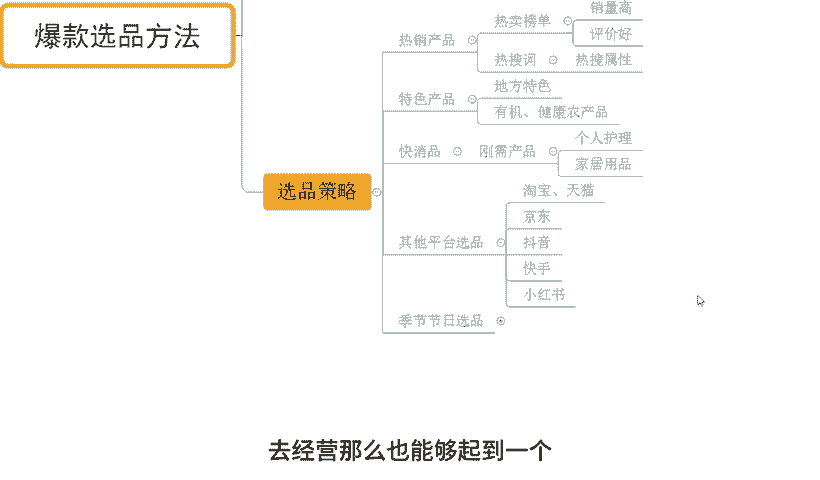 爆款选品方法
选品策略
热销产品
热卖榜单
销量高
评价好
热搜词
热搜属性
特色产品
地方特色
有机、健康农产品
快消品
刚需产品
个人护理
家居用品
其他平台选品
淘宝、天猫
京东
抖音
快手
小红书
季节节日选品
去经营那么也能够起到一个